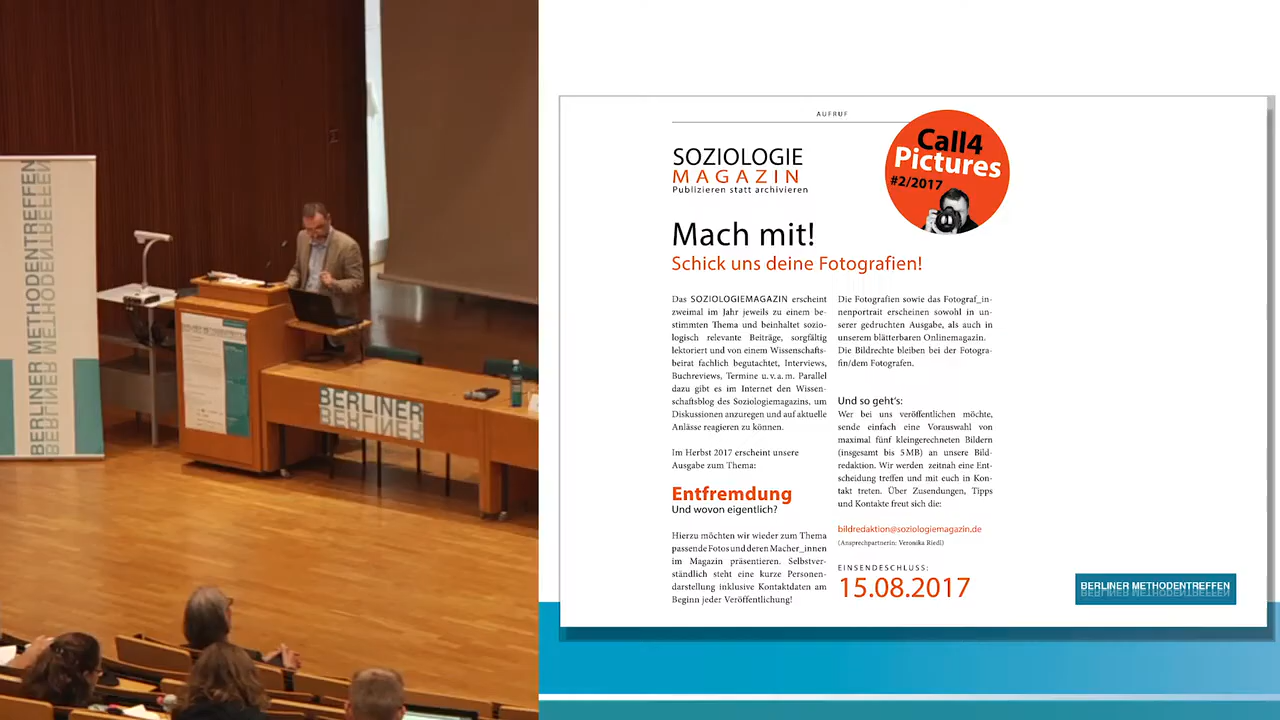 BERLINER METHODENTREFFEN
BERLINER
AUFRUF
SOZIOLOGIE
MAGAZIN
Publizieren statt archivieren
Call4
Pictures
#2/2017
Mach mit!
Schick uns deine Fotografien!
Das SOZIOLOGIEMAGAZIN erscheint
zweimal im Jahr jeweils zu einem be-
stimmten Thema und beinhaltet sozio-
logisch relevante Beiträge, sorgfältig
lektoriert und von einem Wissenschafts-
beirat fachlich begutachtet, Interviews,
Buchreviews, Termine u. v. a. m. Parallel
dazu gibt es im Internet den Wissen-
schaftsblog des Soziologiemagazins, um
Diskussionen anzuregen und auf aktuelle
Anlässe reagieren zu können.
Im Herbst 2017 erscheint unsere
Ausgabe zum Thema:
Entfremdung
Und wovon eigentlich?
Hierzu möchten wir wieder zum Thema
passende Fotos und deren Macher_innen
im Magazin präsentieren. Selbstver-
ständlich steht eine kurze Personen-
darstellung inklusive Kontaktdaten am
Beginn jeder Veröffentlichung!
Die Fotografien sowie das Fotograf_in-
nenportrait erscheinen sowohl in un-
serer gedruckten Ausgabe, als auch in
unserem blätterbaren Onlinemagazin.
Die Bildrechte bleiben bei der Fotogra-
fin/dem Fotografen.
Und so geht's:
Wer bei uns veröffentlichen möchte,
sende einfach eine Vorauswahl von
maximal fünf kleingerechneten Bildern
(insgesamt bis 5 MB) an unsere Bild-
redaktion. Wir werden zeitnah eine Ent-
scheidung treffen und mit euch in Kon-
takt treten. Über Zusendungen, Tipps
und Kontakte freut sich die:
bildredaktion@soziologiemagazin.de
(Ansprechpartnerin: Veronika Riedl)
EINSENDESCHLUSS:
15.08.2017
BERLINER METHODENTREFFEN